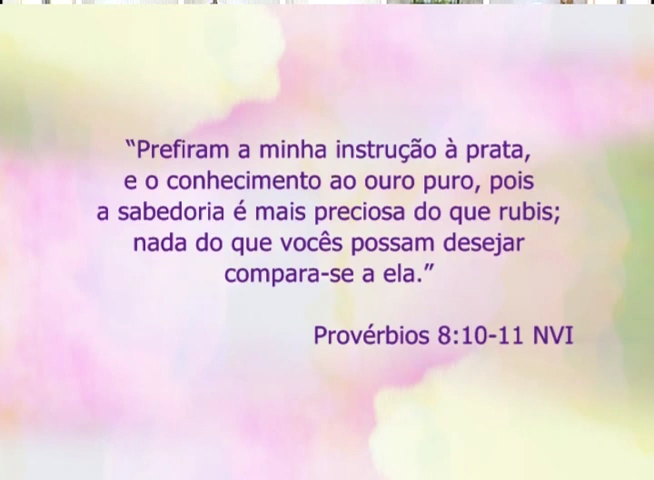 “Prefiram a minha instrução à prata,
e o conhecimento ao ouro puro, pois
a sabedoria é mais preciosa do que rubis;
nada do que vocês possam desejar
compara-se a ela.”
Provérbios 8:10-11 NVI